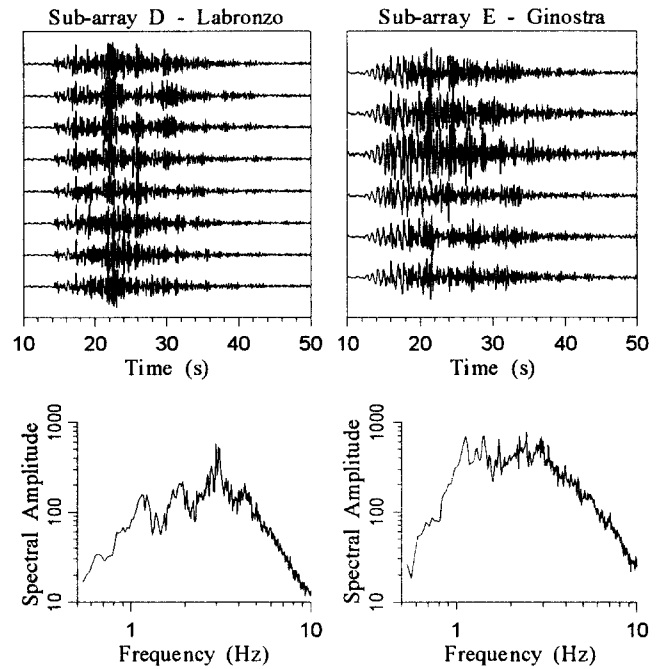 Sub-array D - Labronzo
Sub-array E - Ginostra
10 20 30 40 50
10 20 30 40 50
Time (s)
Time (s)
Spectral Amplitude
1000
100
10
1 10
Frequency (Hz)
Spectral Amplitude
1000
100
10
1 10
Frequency (Hz)